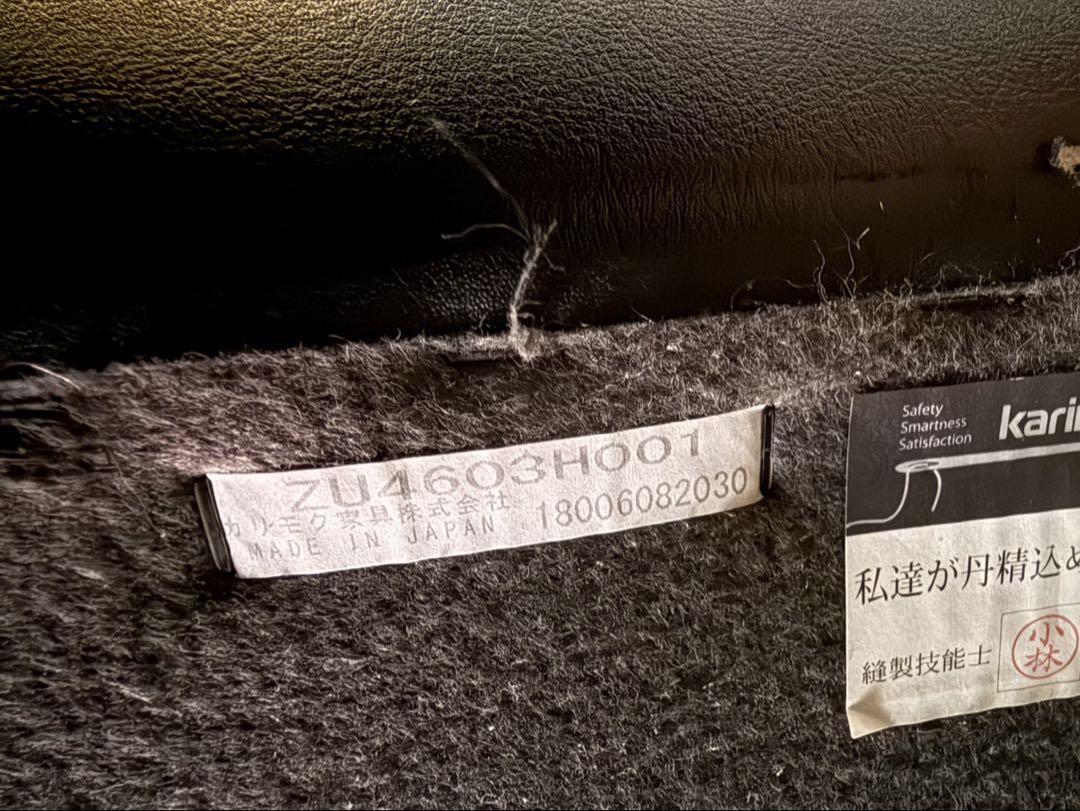 ZU4603H001
カリモク家具株式会社
MADE IN JAPAN 18006082030
Safety
Smartness
Satisfaction
kari
私達が丹精込め
縫製技能士
小林